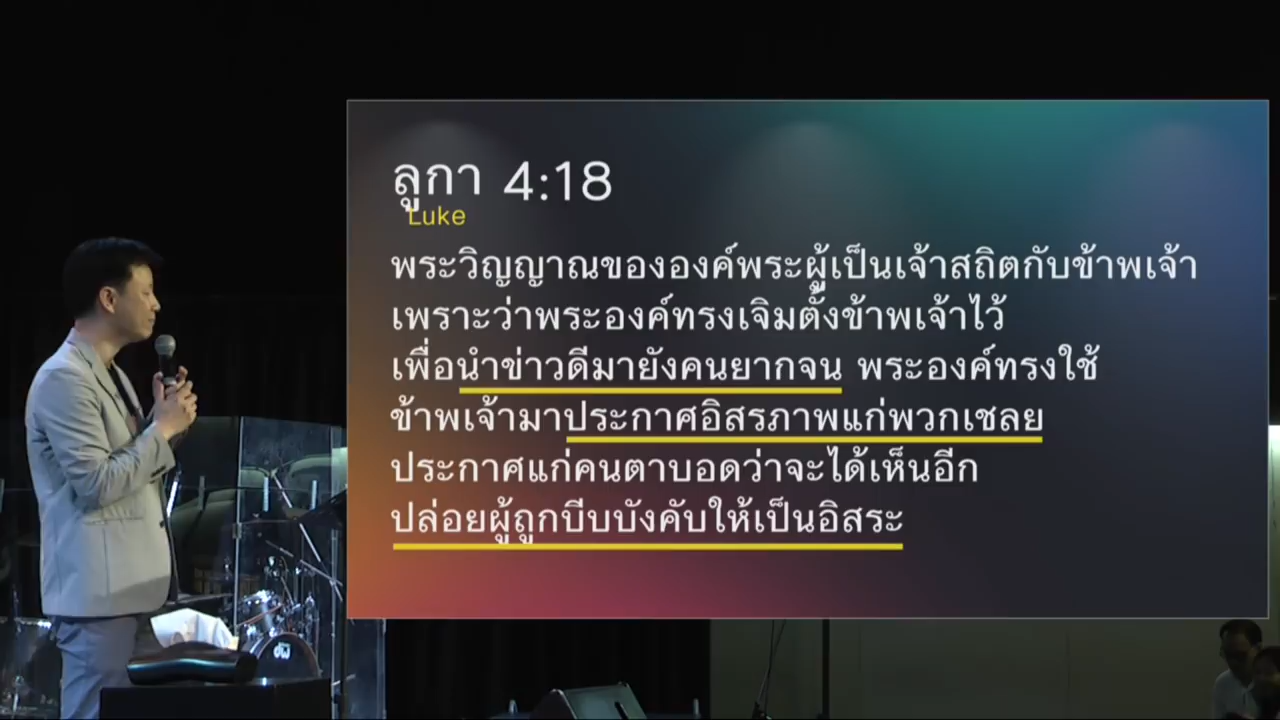 ลูกา 4:18
Luke
พระวิญญาณขององค์พระผู้เป็นเจ้าสถิตกับข้าพเจ้า
เพราะว่าพระองค์ทรงเจิมตั้งข้าพเจ้าไว้
เพื่อนำข่าวดีมายังคนยากจน พระองค์ทรงใช้
ข้าพเจ้ามาประกาศอิสรภาพแก่พวกเชลย
ประกาศแก่คนตาบอดว่าจะได้เห็นอีก
ปล่อยผู้ถูกบีบบังคับให้เป็นอิสระ
dw